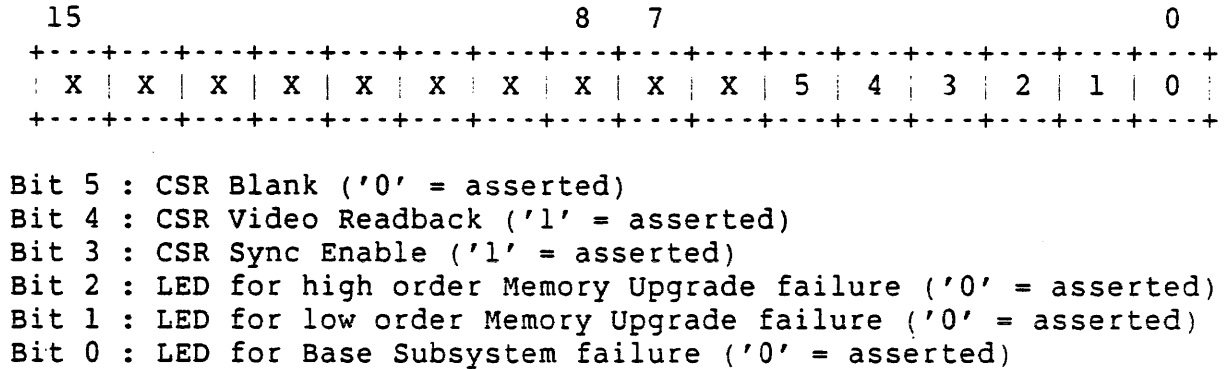 15 8 7 0
+---+---+---+---+---+---+---+---+---+---+---+---+---+---+---+---+
| X | X | X | X | X | X | X | X | X | X | 5 | 4 | 3 | 2 | 1 | 0 |
+---+---+---+---+---+---+---+---+---+---+---+---+---+---+---+---+
Bit 5 : CSR Blank ('0' = asserted)
Bit 4 : CSR Video Readback ('1' = asserted)
Bit 3 : CSR Sync Enable ('1' = asserted)
Bit 2 : LED for high order Memory Upgrade failure ('0' = asserted)
Bit 1 : LED for low order Memory Upgrade failure ('0' = asserted)
Bit 0 : LED for Base Subsystem failure ('0' = asserted)